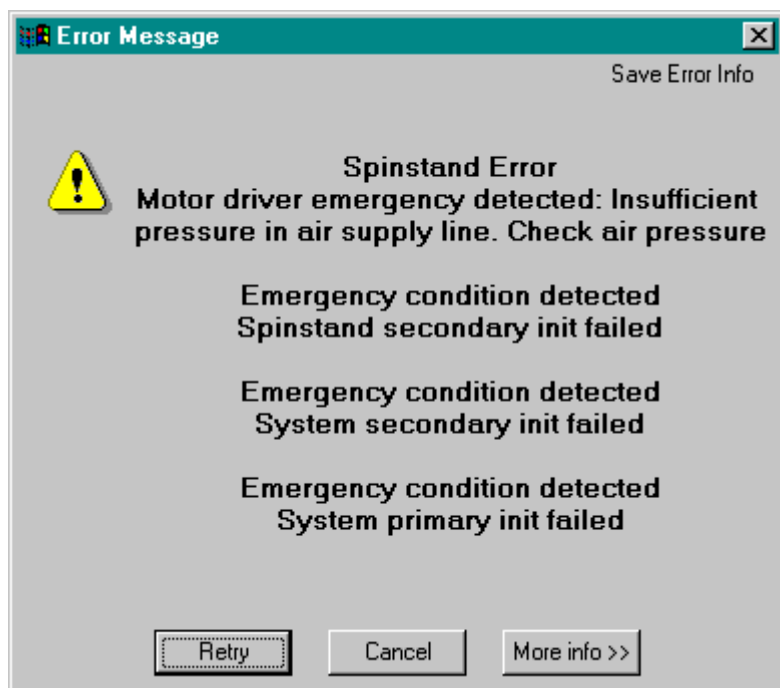 Error Message
Save Error Info
Spinstand Error
Motor driver emergency detected: Insufficient
pressure in air supply line. Check air pressure
Emergency condition detected
Spinstand secondary init failed
Emergency condition detected
System secondary init failed
Emergency condition detected
System primary init failed
Retry
Cancel
More info >>